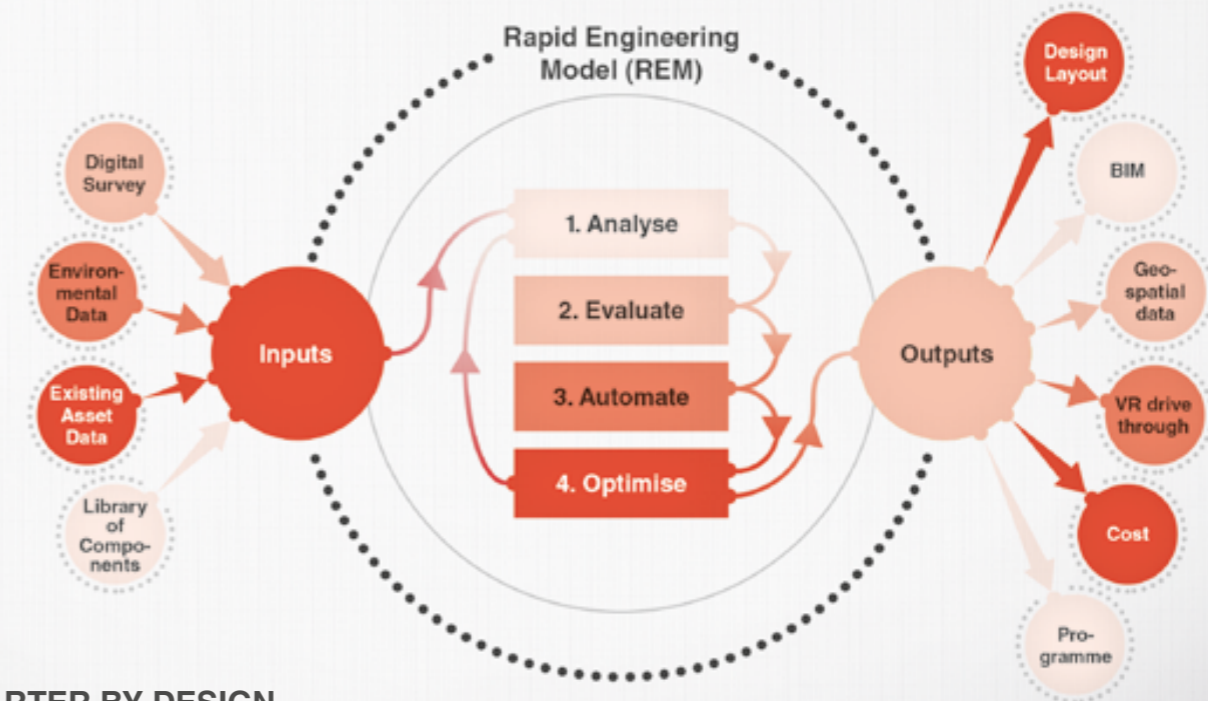 Rapid Engineering
Model (REM)
Digital
Survey
Environ-
mental
Data
Existing
Asset
Data
Library
of
Compo-
nents
Inputs
1. Analyse
2. Evaluate
3. Automate
4. Optimise
Outputs
Design
Layout
BIM
Geo-
spatial
data
VR drive
through
Cost
Pro-
gramme
BY DESIGN